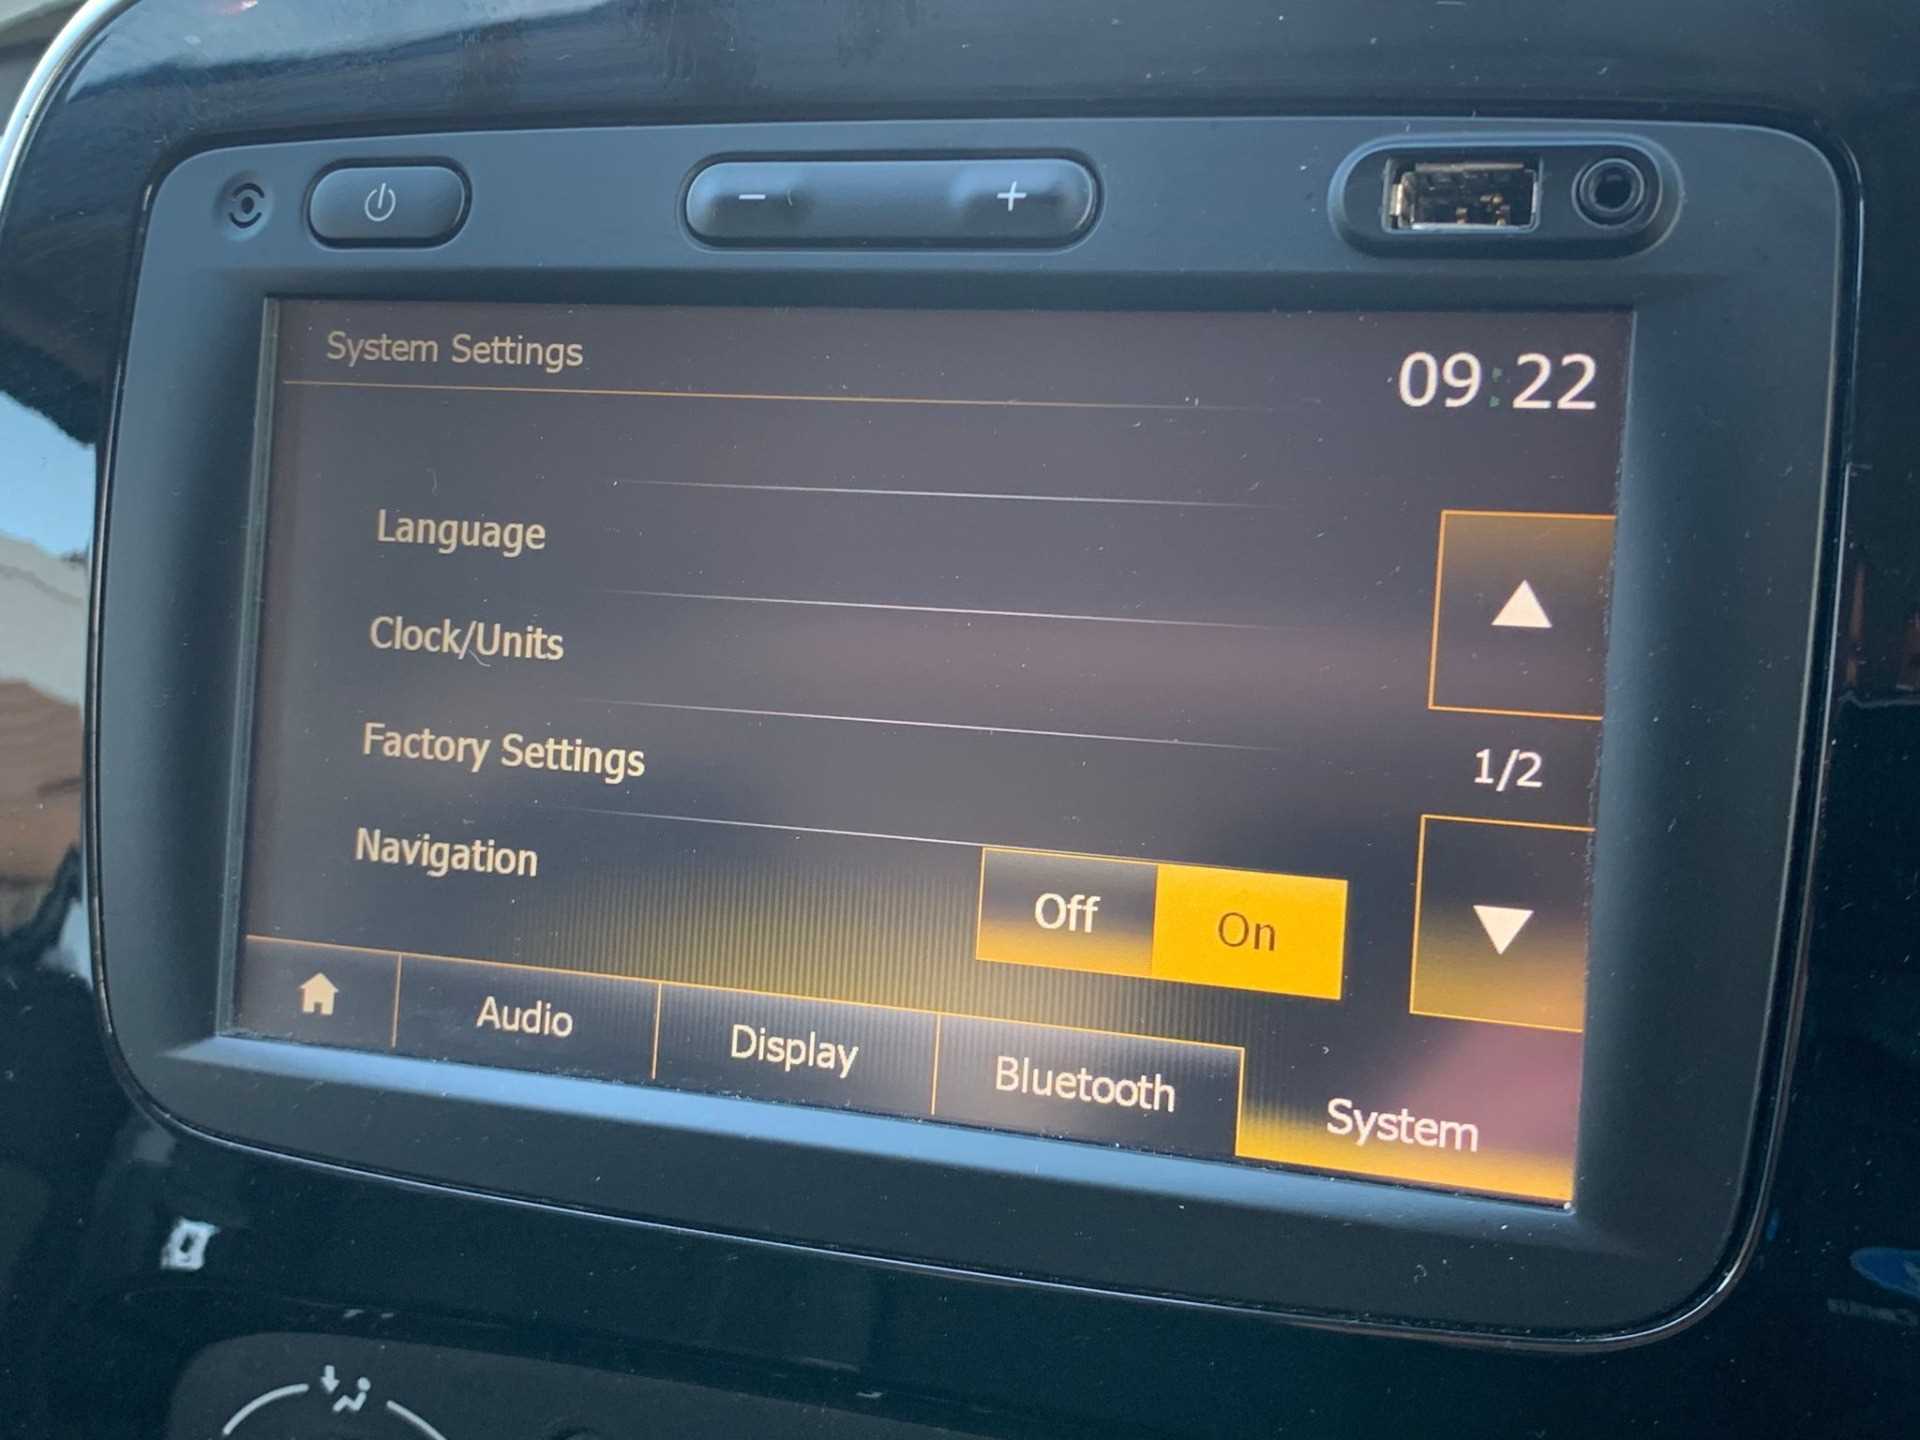 System Settings
09:22
Language
Clock/Units
Factory Settings
1/2
Navigation
Off
On
Audio
Display
Bluetooth
System